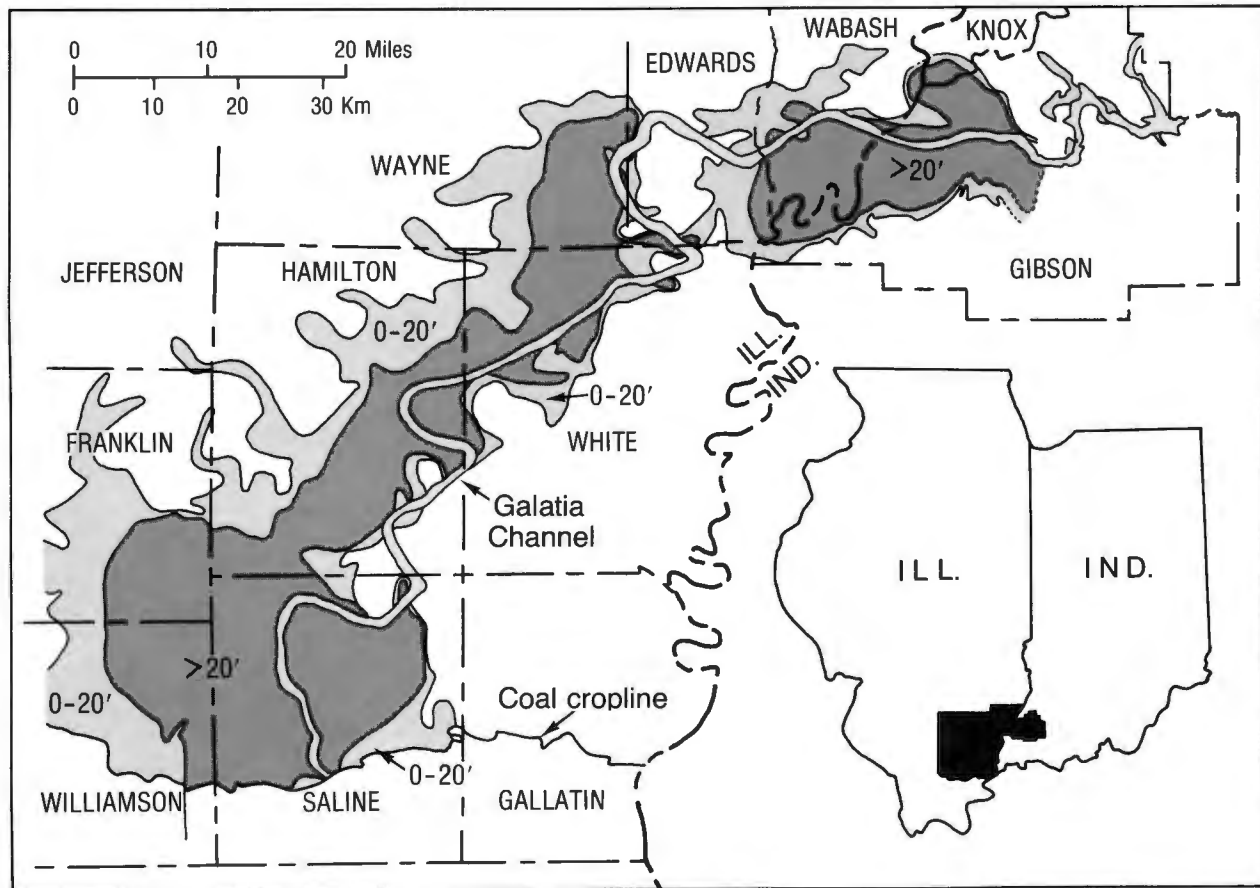 0 10 20 Miles
0 10 20 30 Km
WABASH
KNOX
EDWARDS
WAYNE
>20'
JEFFERSON
HAMILTON
GIBSON
0-20'
ILL.
IND.
0-20'
FRANKLIN
WHITE
Galatia
Channel
ILL.
IND.
>20'
0-20'
Coal cropline
0-20'
WILLIAMSON
SALINE
GALLATIN